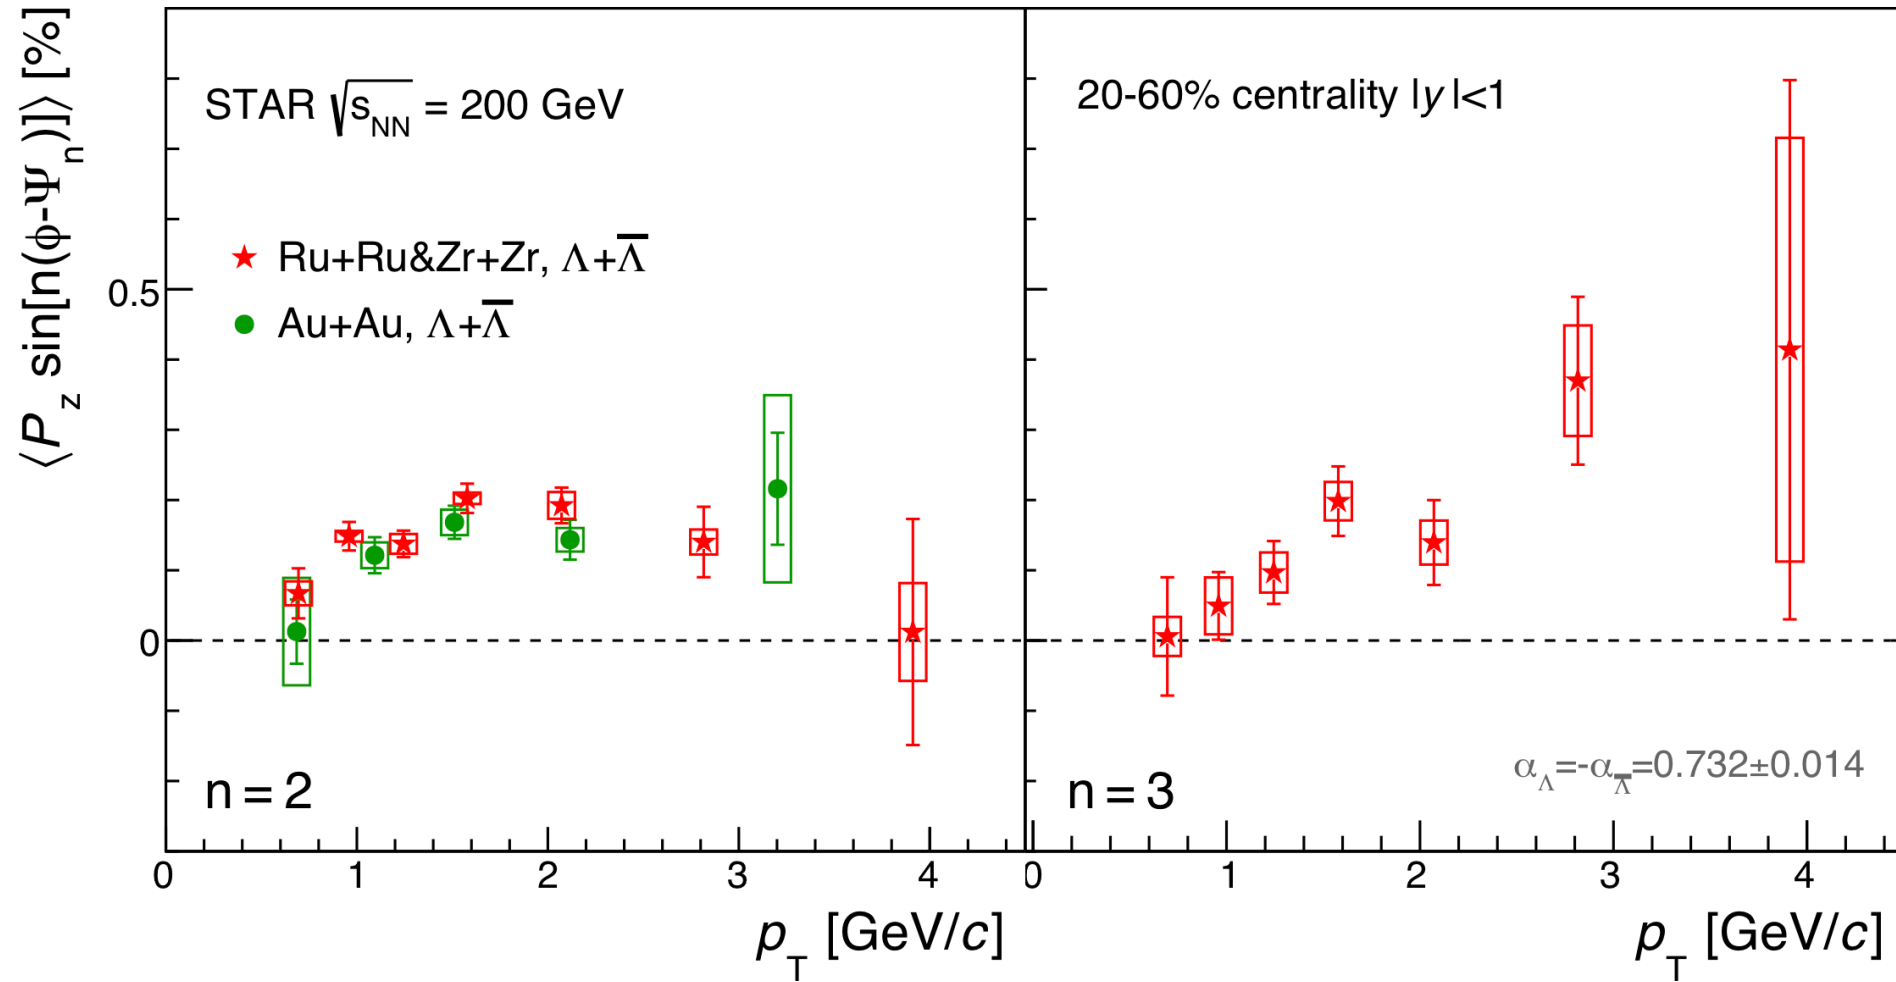 ⟨P_z sin[n(ϕ-Ψ_n)]⟩ [%]
STAR √s_NN = 200 GeV
20-60% centrality |y|<1
Ru+Ru&Zr+Zr, Λ+Λ̅
Au+Au, Λ+Λ̅
0.5
0
n = 2
n = 3
α_Λ=-α_Λ̅=0.732±0.014
0 1 2 3 4
0 1 2 3 4
p_T [GeV/c]
p_T [GeV/c]